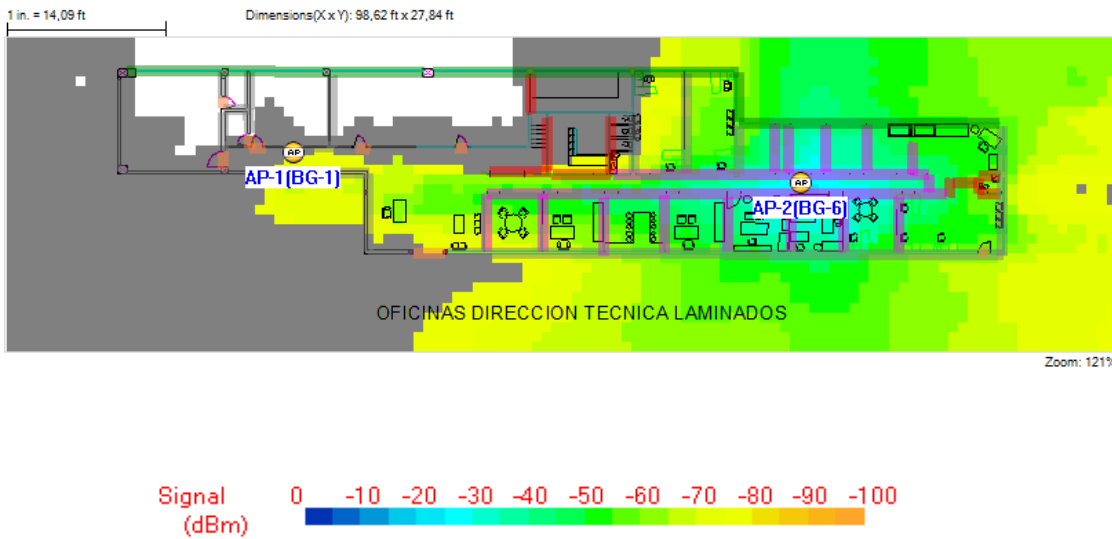 1 in. = 14,09 ft
Dimensions(X x Y): 98,62 ft x 27,84 ft
AP
AP-1(BG-1)
AP
AP-2(BG-6)
OFICINAS DIRECCION TECNICA LAMINADOS
Zoom: 121%
Signal 0 -10 -20 -30 -40 -50 -60 -70 -80 -90 -100
(dBm)